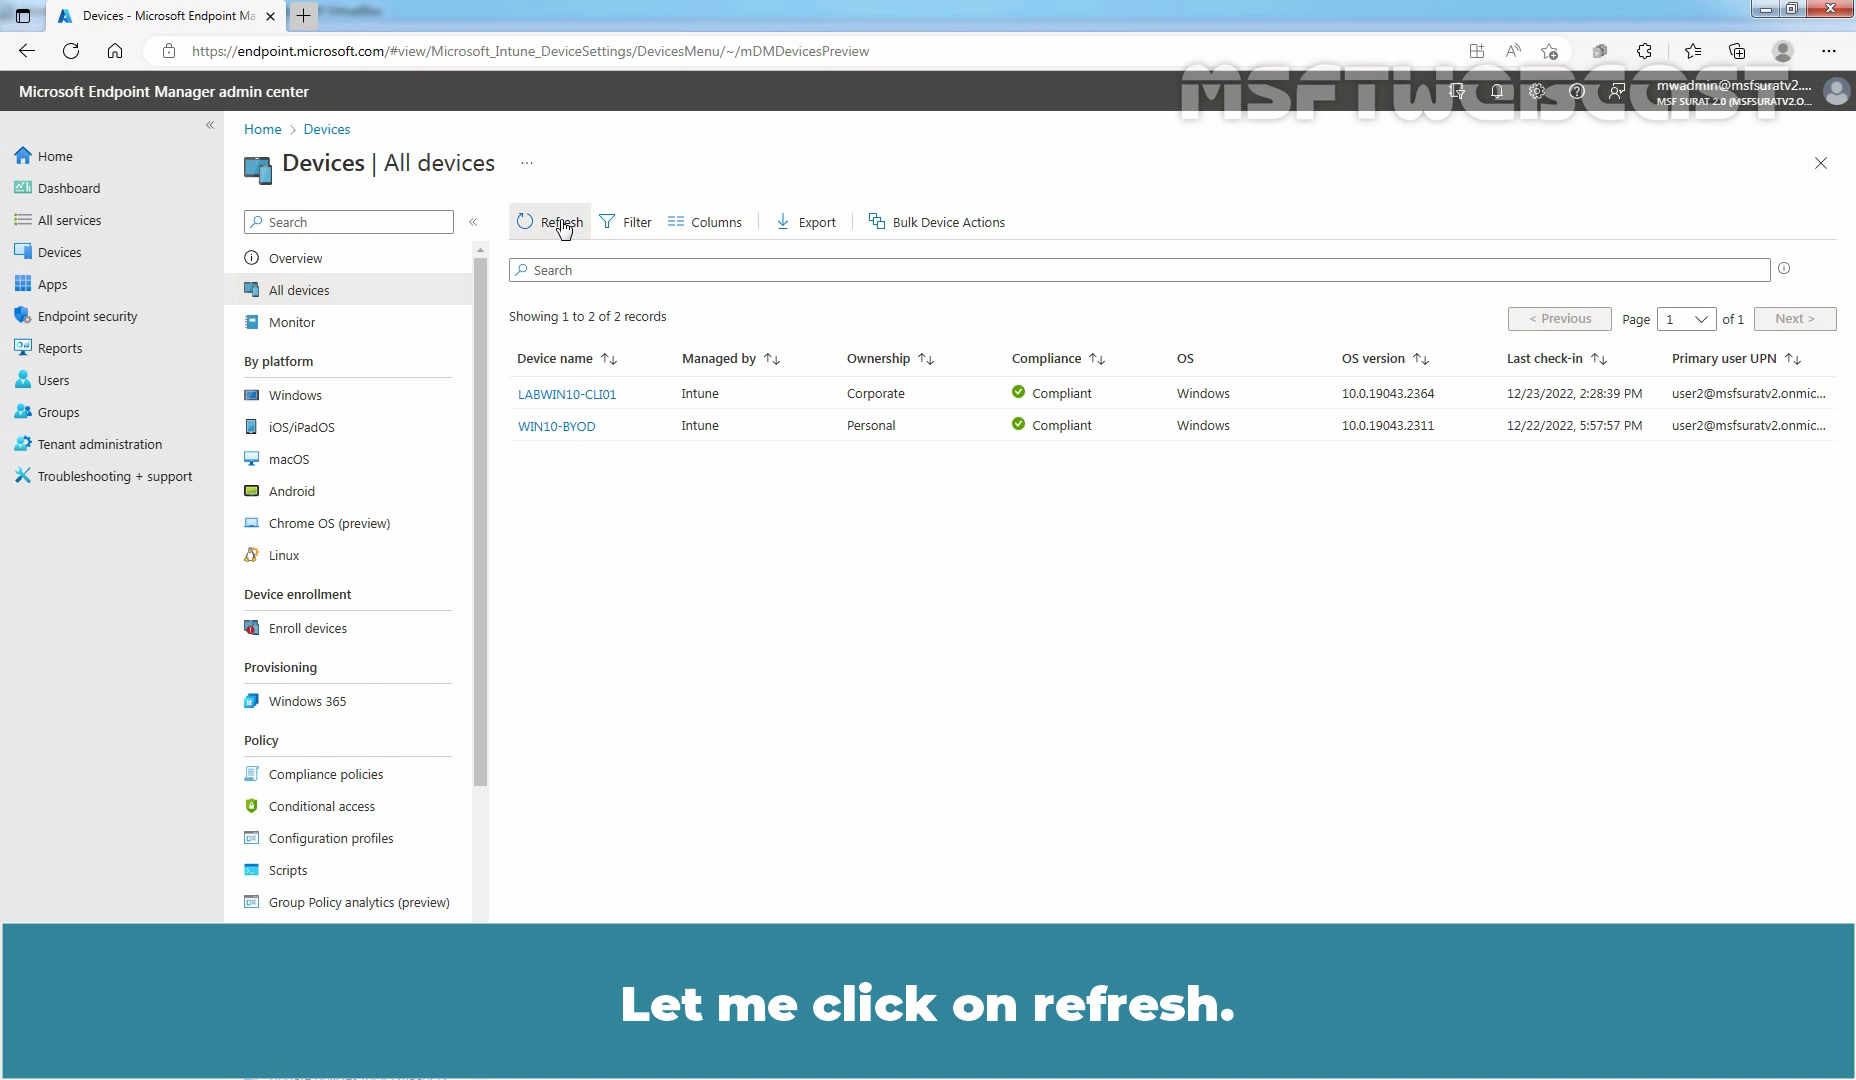 Devices - Microsoft Endpoint Ma
https://endpoint.microsoft.com/#view/Microsoft_Intune_DeviceSettings/DevicesMenu/~/mDMDevicesPreview
Microsoft Endpoint Manager admin center
MSFTWEBCAST
mwadmin@msfsuratv2....
MSF SURAT 2.0 (MSFSURATV2.O...
Home > Devices
Devices | All devices ...
Home
Dashboard
All services
Devices
Apps
Endpoint security
Reports
Users
Groups
Tenant administration
Troubleshooting + support
Search
Overview
All devices
Monitor
By platform
Windows
iOS/iPadOS
macOS
Android
Chrome OS (preview)
Linux
Device enrollment
Enroll devices
Provisioning
Windows 365
Policy
Compliance policies
Conditional access
Configuration profiles
Scripts
Group Policy analytics (preview)
Refresh Filter Columns Export Bulk Device Actions
Search
Showing 1 to 2 of 2 records
< Previous Page 1 of 1 Next >
Device name Managed by Ownership Compliance OS OS version Last check-in Primary user UPN
LABWIN10-CLI01 Intune Corporate Compliant Windows 10.0.19043.2364 12/23/2022, 2:28:39 PM user2@msfsuratv2.onmic...
WIN10-BYOD Intune Personal Compliant Windows 10.0.19043.2311 12/22/2022, 5:57:57 PM user2@msfsuratv2.onmic...
Let me click on refresh.